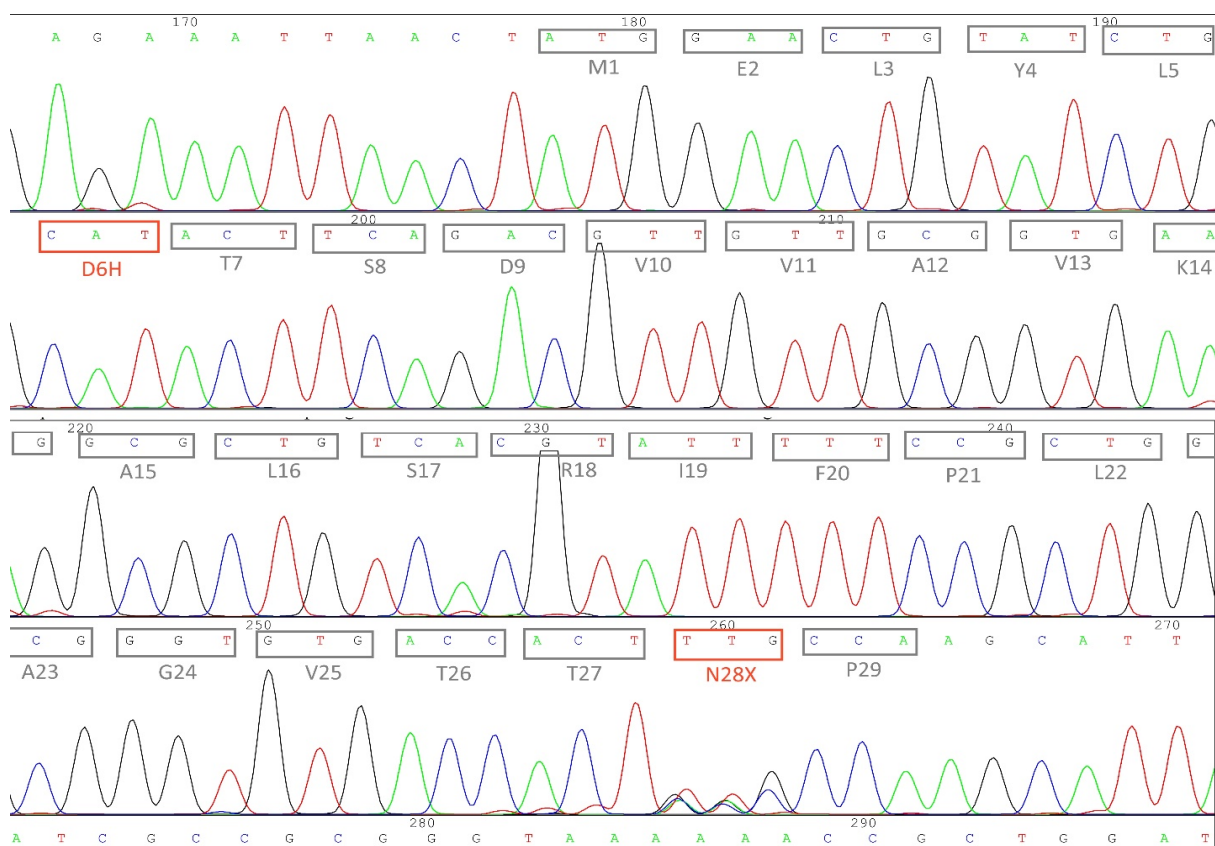 170 180 190
A G A A A T T A A C T A T G G A A C T G T A T C T G
M1 E2 L3 Y4 L5
200 210
C A T A C T T C A G A C G T T G T T G C G G T G A A
D6H T7 S8 D9 V10 V11 A12 V13 K14
220 230 240
G G C G C T G T C A C G T A T T T T T C C G C T G G
A15 L16 S17 R18 I19 F20 P21 L22
250 260 270
C G G G T G T G A C C A C T T T G C C A A G C A T T
A23 G24 V25 T26 T27 N28X P29
280 290
A T C G C C G C G G G T A A A A A A C C G C T G G A T